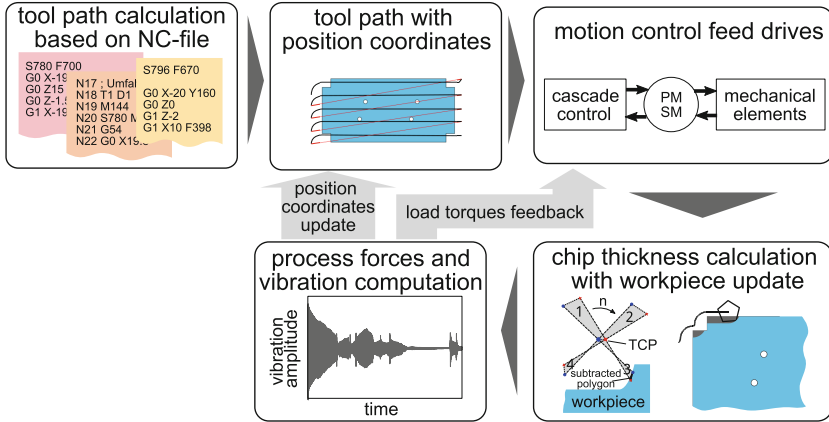 tool path calculation
based on NC-file
S780 F700
G0 X-19
G0 Z15
G0 Z-1.5
G1 X-19
N17 ; Umfal
N18 T1 D1
N19 M144
N20 S780 M
N21 G54
N22 G0 X19.5
S796 F670
G0 X-20 Y160
G0 Z0
G1 Z-2
G1 X10 F398
tool path with
position coordinates
motion control feed drives
cascade
control
PM
SM
mechanical
elements
position
coordinates
update
load torques feedback
process forces and
vibration computation
vibration
amplitude
time
chip thickness calculation
with workpiece update
1
n
2
TCP
4
3
subtracted
polygon
workpiece